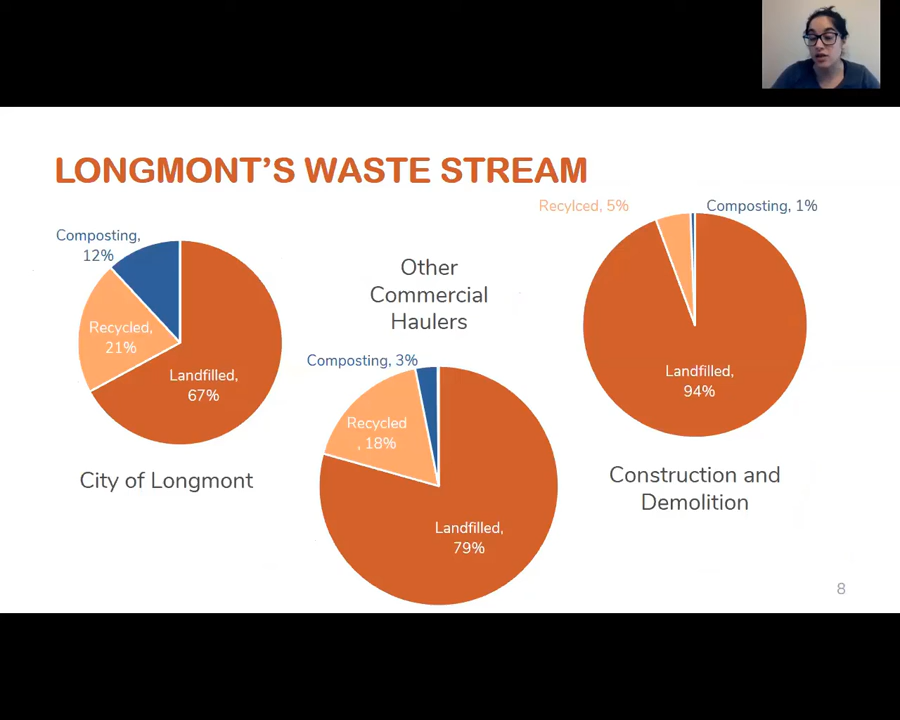 LONGMONT'S WASTE STREAM
Composting,
12%
Recycled,
21%
Landfilled,
67%
City of Longmont
Other
Commercial
Haulers
Composting, 3%
Recycled
, 18%
Landfilled,
79%
Recylced, 5%
Composting, 1%
Landfilled,
94%
Construction and
Demolition
8